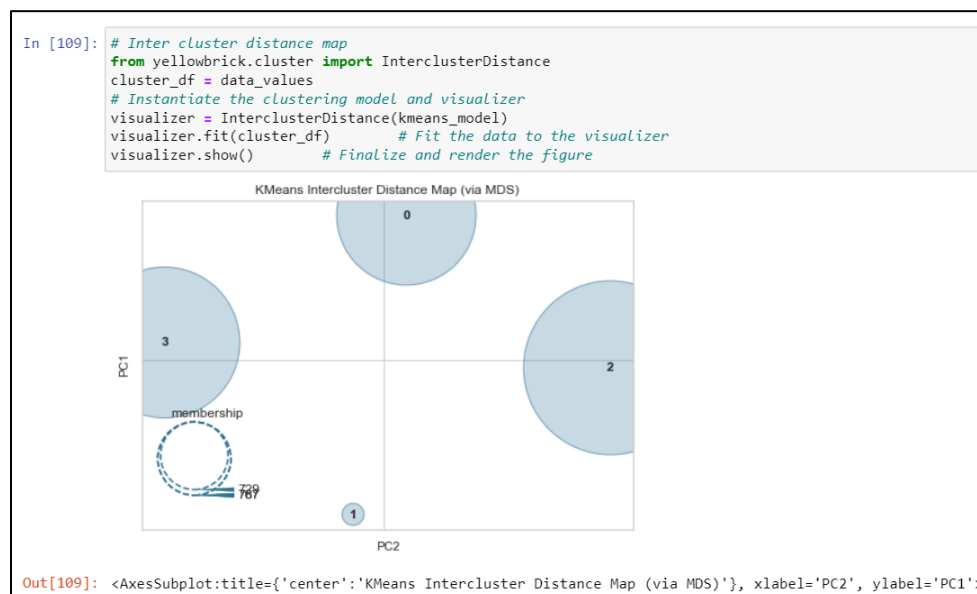 In [109]: # Inter cluster distance map
from yellowbrick.cluster import InterclusterDistance
cluster_df = data_values
# Instantiate the clustering model and visualizer
visualizer = InterclusterDistance(kmeans_model)
visualizer.fit(cluster_df) # Fit the data to the visualizer
visualizer.show() # Finalize and render the figure
KMeans Intercluster Distance Map (via MDS)
0
3
2
PC1
membership
729
767
1
PC2
Out[109]: <AxesSubplot:title={'center':'KMeans Intercluster Distance Map (via MDS)'}, xlabel='PC2', ylabel='PC1'>